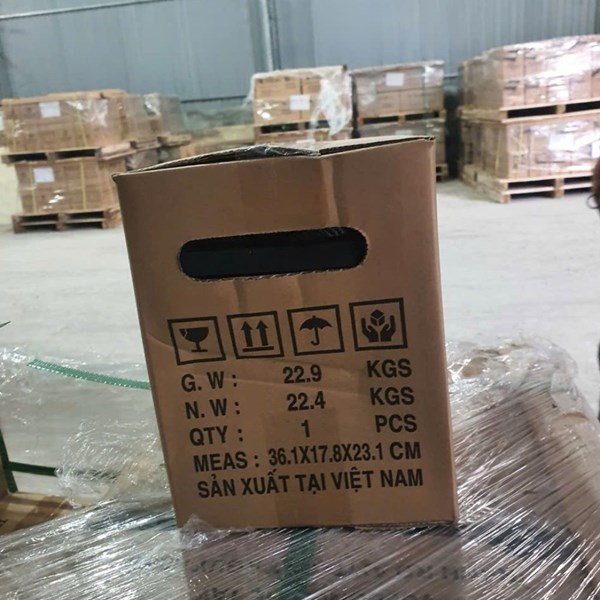 G. W : 22.9 KGS
N. W : 22.4 KGS
QTY : 1 PCS
MEAS : 36.1X17.8X23.1 CM
SẢN XUẤT TẠI VIỆT NAM